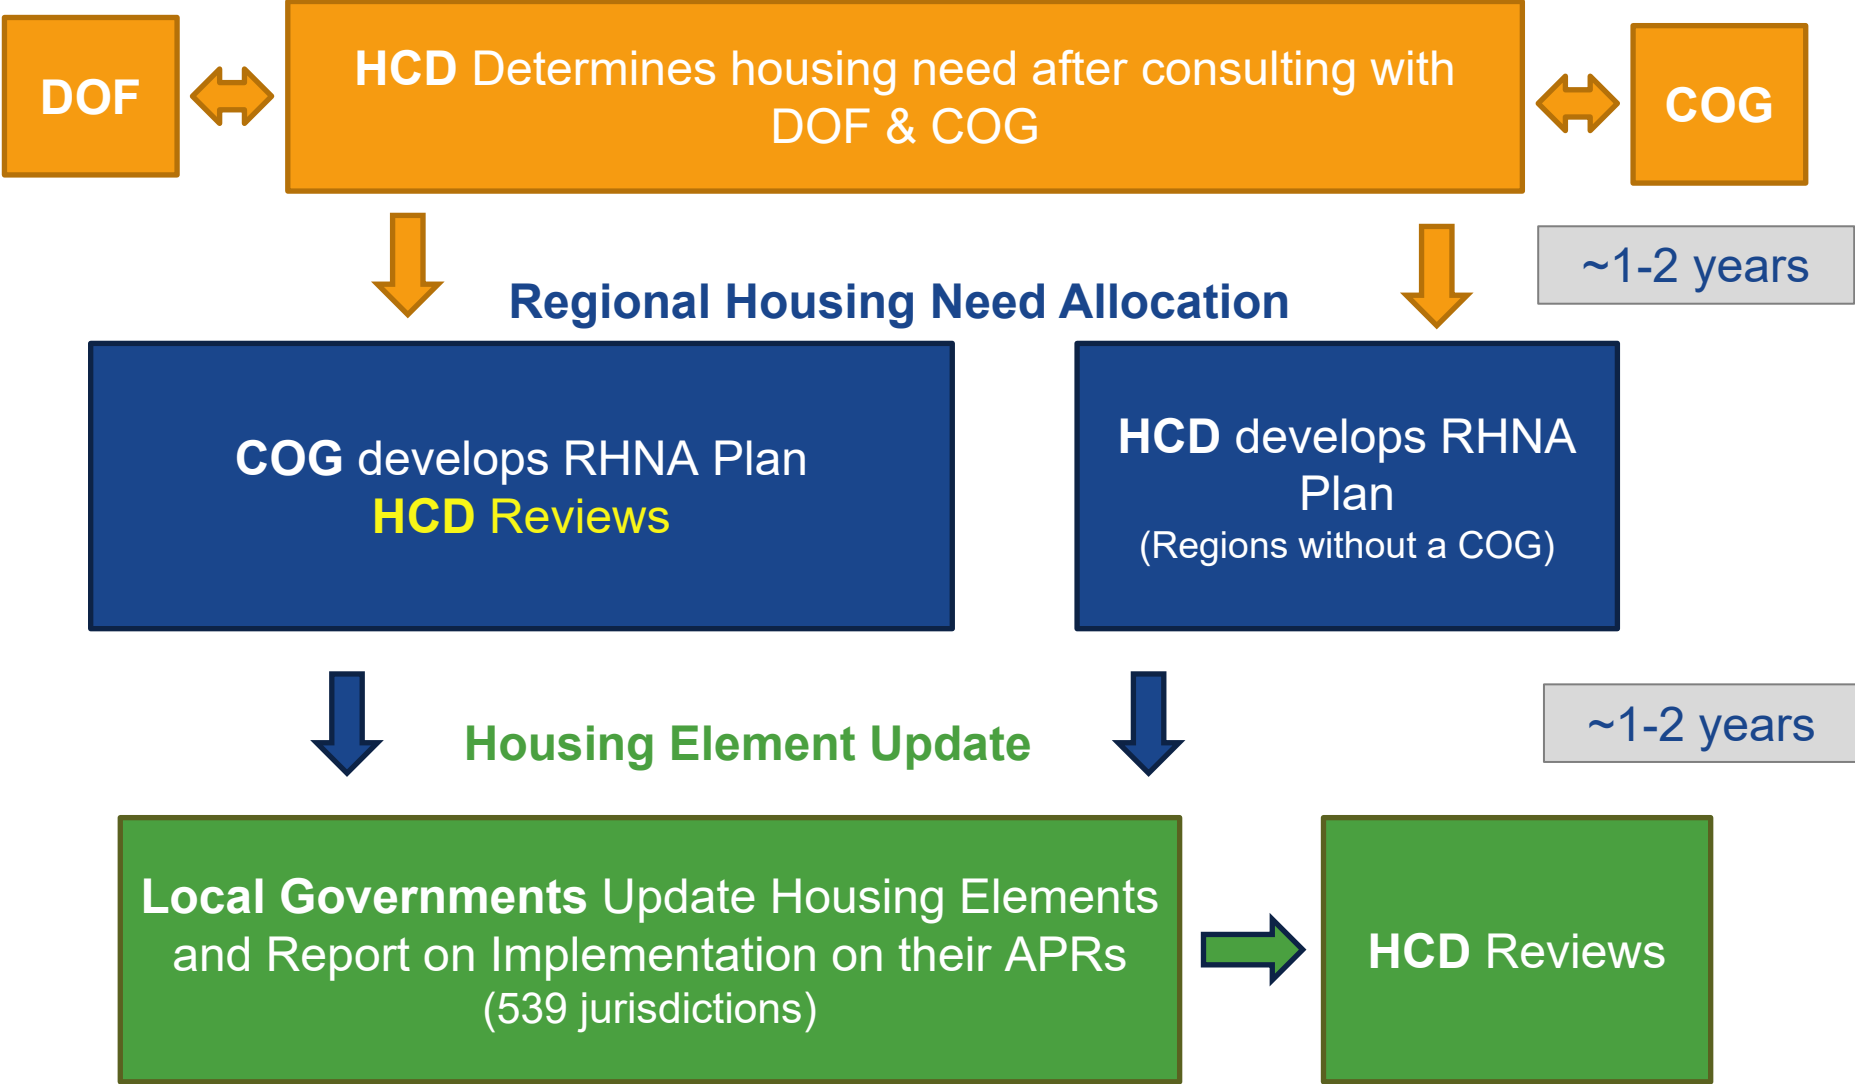 DOF
HCD Determines housing need after consulting with
DOF & COG
COG
~1-2 years
Regional Housing Need Allocation
COG develops RHNA Plan
HCD Reviews
HCD develops RHNA
Plan
(Regions without a COG)
~1-2 years
Housing Element Update
Local Governments Update Housing Elements
and Report on Implementation on their APRs
(539 jurisdictions)
HCD Reviews